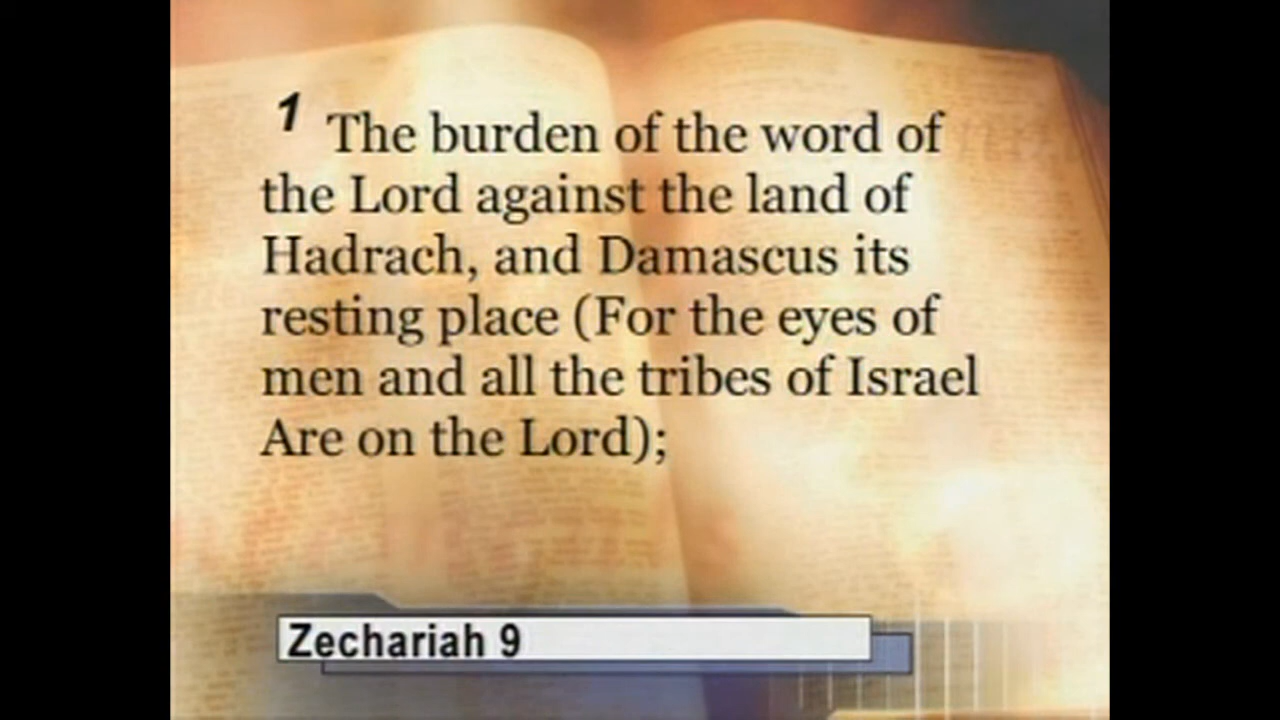 1 The burden of the word of
the Lord against the land of
Hadrach, and Damascus its
resting place (For the eyes of
men and all the tribes of Israel
Are on the Lord);
Zechariah 9